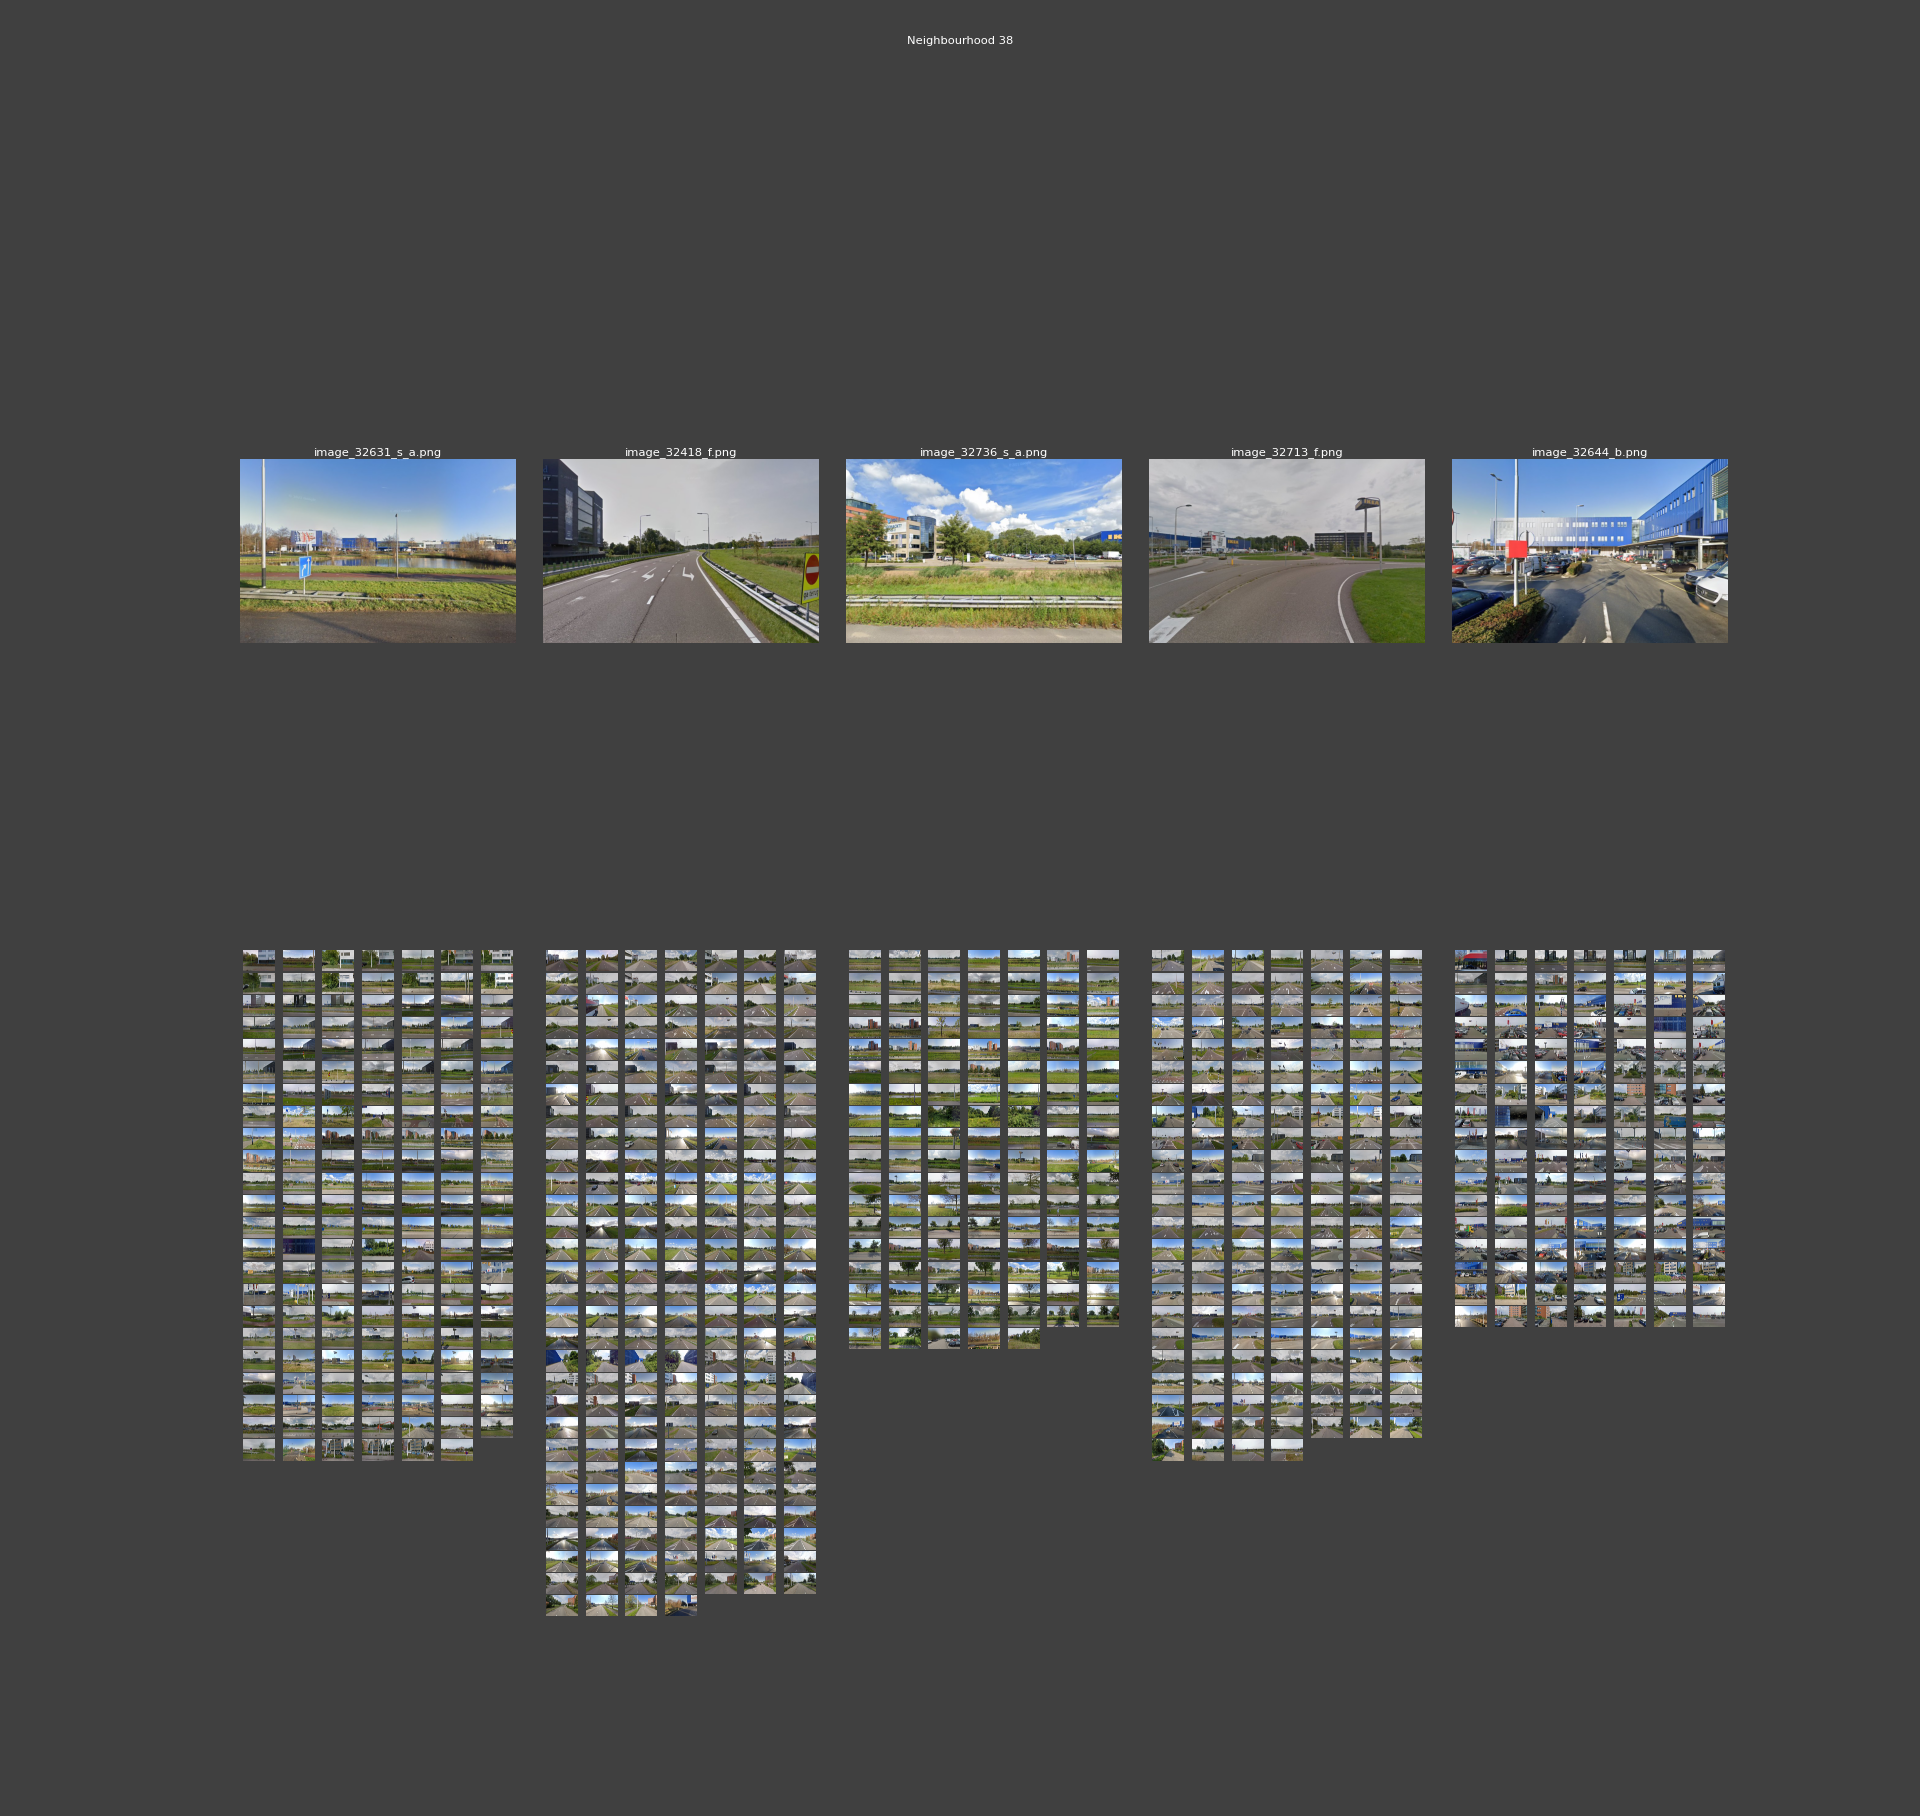 Neighbourhood 38
image_32631_s_a.png
image_32418_f.png
image_32736_s_a.png
image_32713_f.png
image_32644_b.png